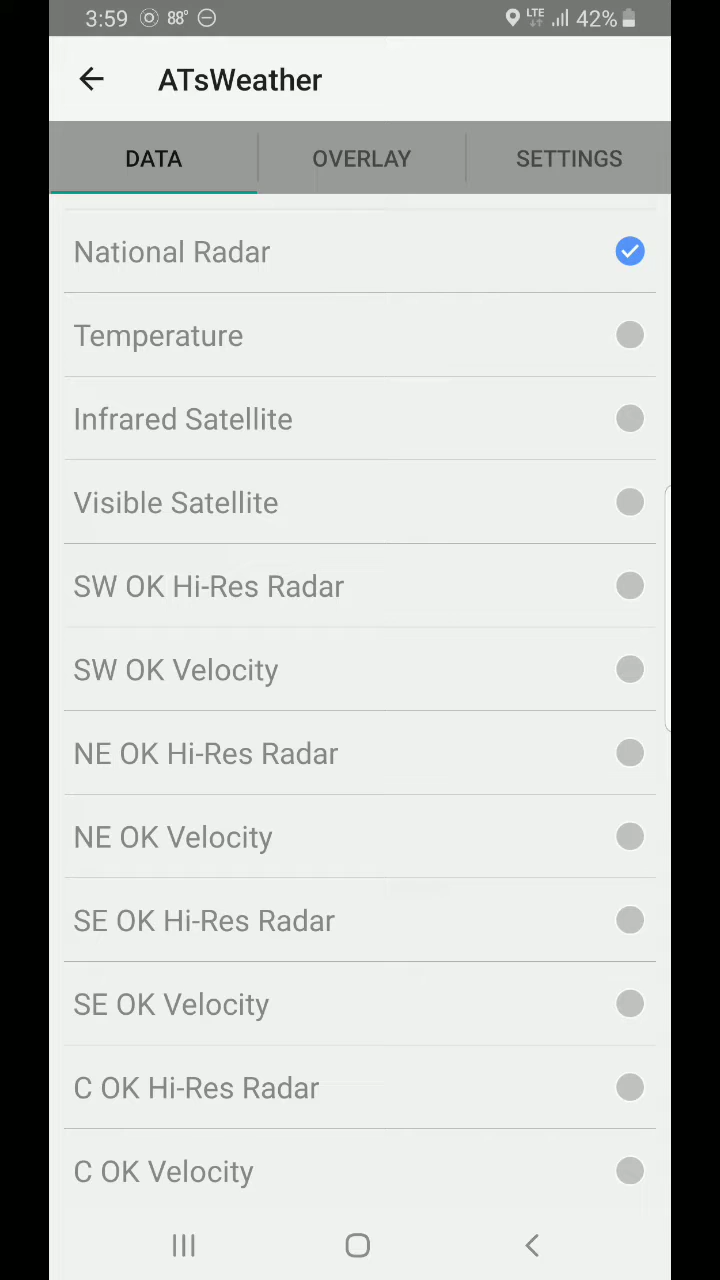 3:59 88° LTE 42%
ATsWeather
DATA OVERLAY SETTINGS
National Radar
Temperature
Infrared Satellite
Visible Satellite
SW OK Hi-Res Radar
SW OK Velocity
NE OK Hi-Res Radar
NE OK Velocity
SE OK Hi-Res Radar
SE OK Velocity
C OK Hi-Res Radar
C OK Velocity